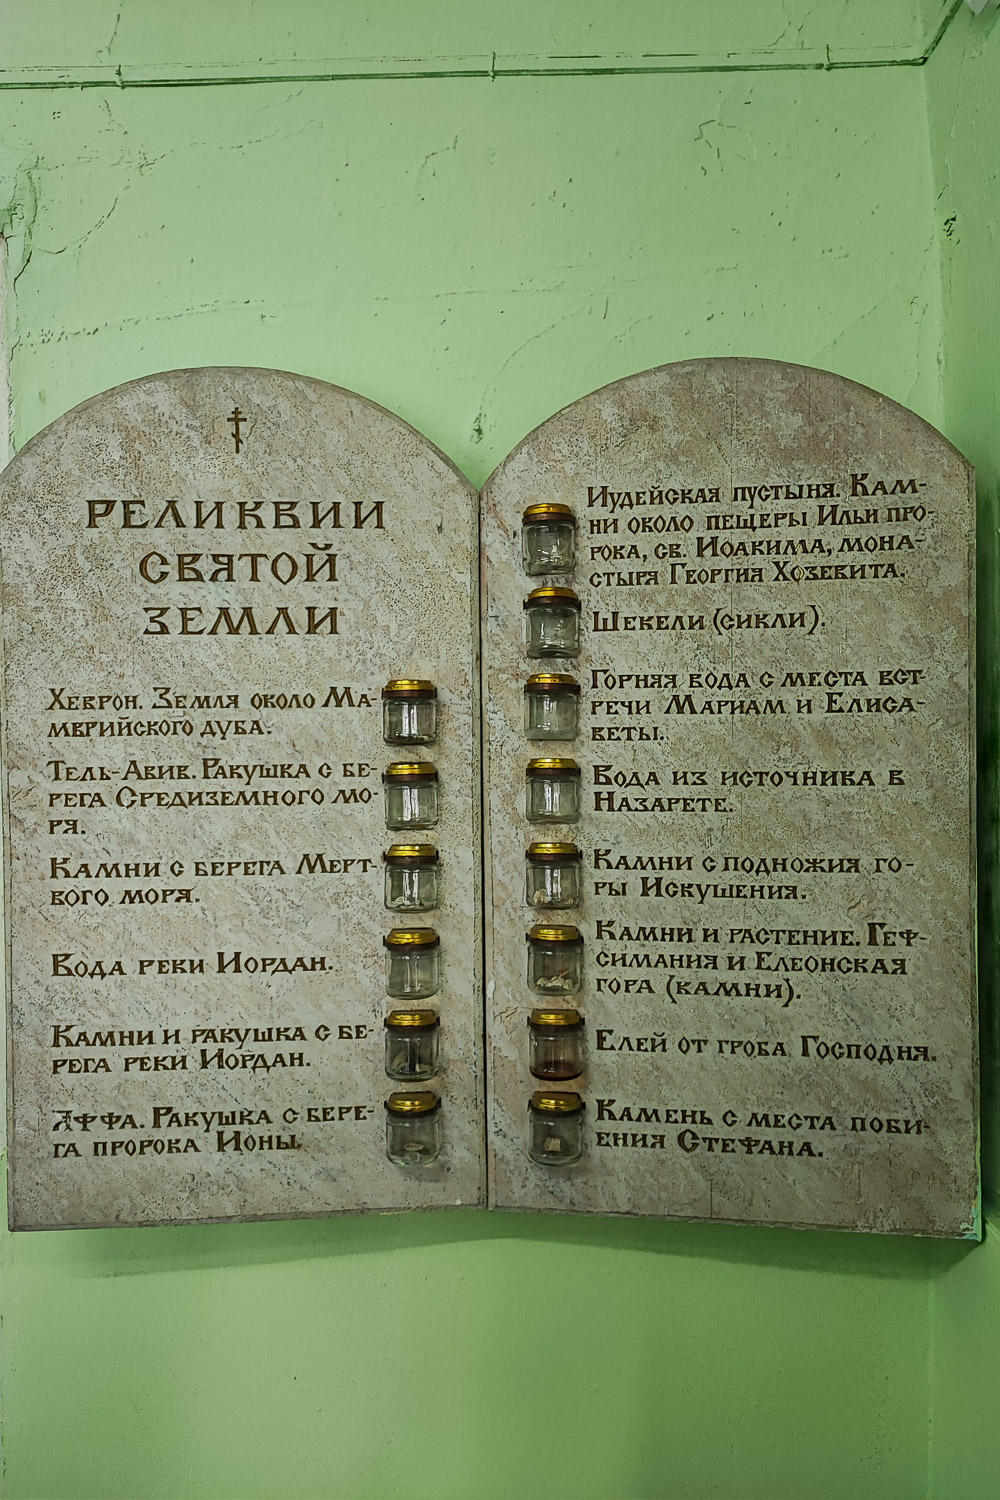 РЕЛИКВИИ
СВЯТОЙ
ЗЕМЛИ
Хеврон. Земля около Ма-
мврийского дуба.
Тель-Авив. Ракушка с бе-
рега Средиземного мо-
ря.
Камни с берега Мерт-
вого моря.
Вода реки Иордан.
Камни и ракушка с бе-
рега реки Иордан.
Яффа. Ракушка с бере-
га пророка Ионы.
Иудейская пустыня. Кам-
ни около пещеры Ильи про-
рока, св. Иоакима, мона-
стыря Георгия Хозевита.
Шекели (сикли).
Горняя вода с места вст-
речи Мариам и Елиса-
веты.
Вода из источника в
Назарете.
Камни с подножия го-
ры Искушения.
Камни и растение. Геф-
симания и Елеонская
гора (камни).
Елей от гроба Господня.
Камень с места поби-
ения Стефана.